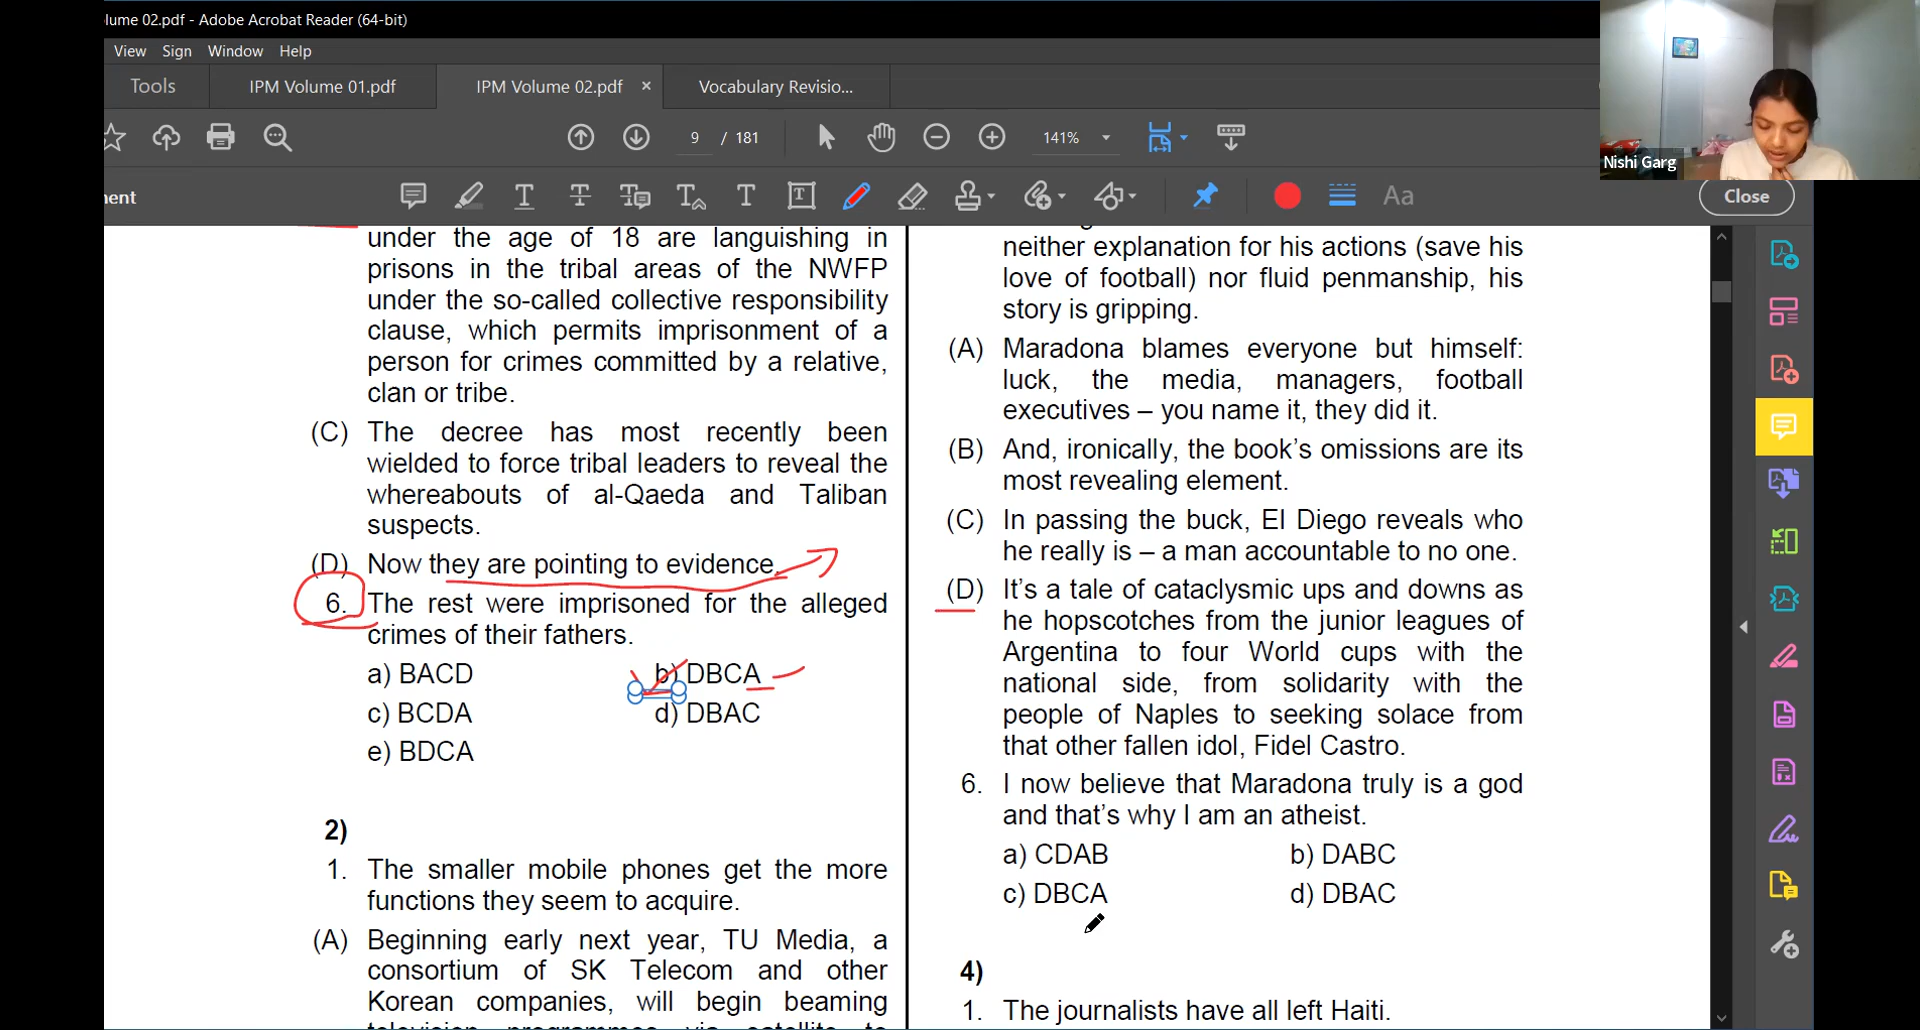 lume 02.pdf - Adobe Acrobat Reader (64-bit)
View Sign Window Help
Tools IPM Volume 01.pdf IPM Volume 02.pdf × Vocabulary Revisio...
9 / 181 141%
Nishi Garg
ent Aa Close
under the age of 18 are languishing in
prisons in the tribal areas of the NWFP
under the so-called collective responsibility
clause, which permits imprisonment of a
person for crimes committed by a relative,
clan or tribe.
(C) The decree has most recently been
wielded to force tribal leaders to reveal the
whereabouts of al-Qaeda and Taliban
suspects.
(D) Now they are pointing to evidence.
6. The rest were imprisoned for the alleged
crimes of their fathers.
a) BACD b) DBCA
c) BCDA d) DBAC
e) BDCA
2)
1. The smaller mobile phones get the more
functions they seem to acquire.
(A) Beginning early next year, TU Media, a
consortium of SK Telecom and other
Korean companies, will begin beaming
television programmes via satellite to
neither explanation for his actions (save his
love of football) nor fluid penmanship, his
story is gripping.
(A) Maradona blames everyone but himself:
luck, the media, managers, football
executives – you name it, they did it.
(B) And, ironically, the book's omissions are its
most revealing element.
(C) In passing the buck, El Diego reveals who
he really is – a man accountable to no one.
(D) It's a tale of cataclysmic ups and downs as
he hopscotches from the junior leagues of
Argentina to four World cups with the
national side, from solidarity with the
people of Naples to seeking solace from
that other fallen idol, Fidel Castro.
6. I now believe that Maradona truly is a god
and that's why I am an atheist.
a) CDAB b) DABC
c) DBCA d) DBAC
4)
1. The journalists have all left Haiti.